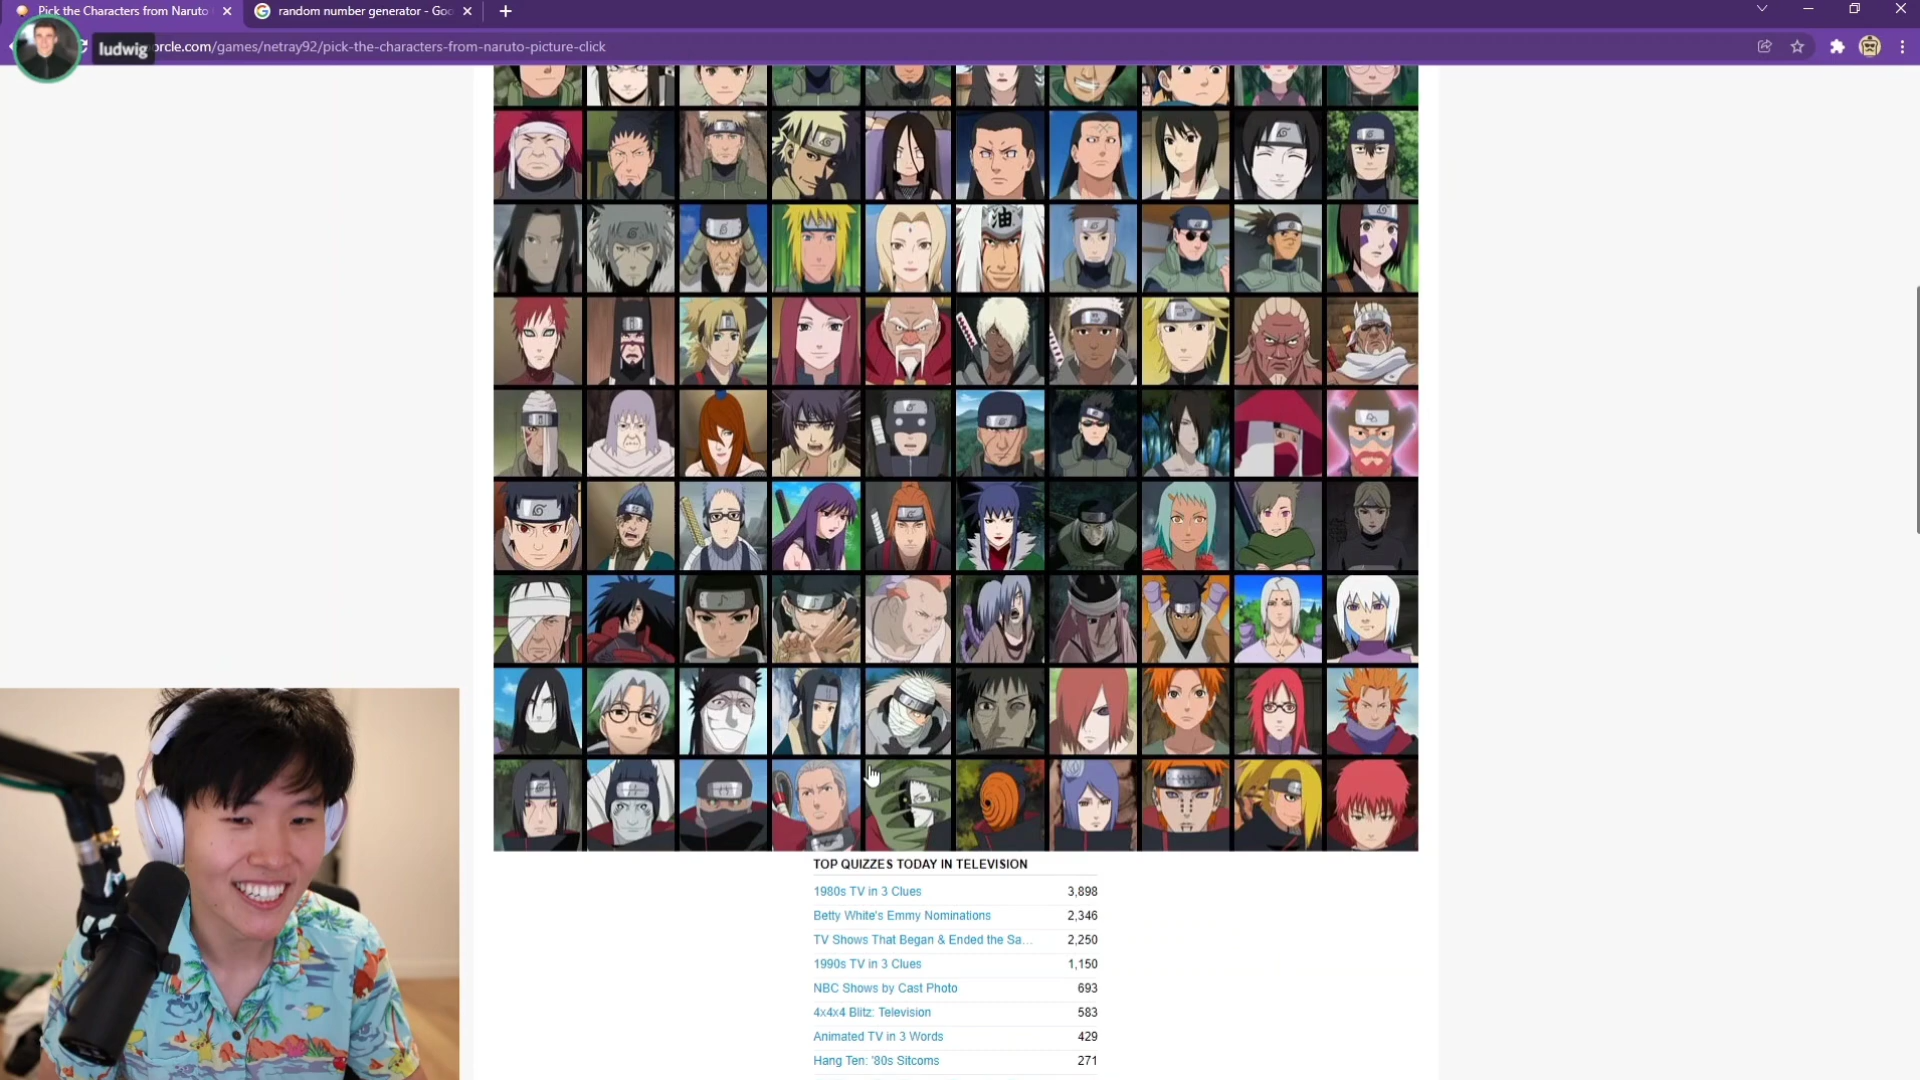 Pick the Characters from Naruto
random number generator - Goo
ludwig
orcle.com/games/netray92/pick-the-characters-from-naruto-picture-click
油
TOP QUIZZES TODAY IN TELEVISION
1980s TV in 3 Clues 3,898
Betty White's Emmy Nominations 2,346
TV Shows That Began & Ended the Sa... 2,250
1990s TV in 3 Clues 1,150
NBC Shows by Cast Photo 693
4x4x4 Blitz: Television 583
Animated TV in 3 Words 429
Hang Ten: '80s Sitcoms 271